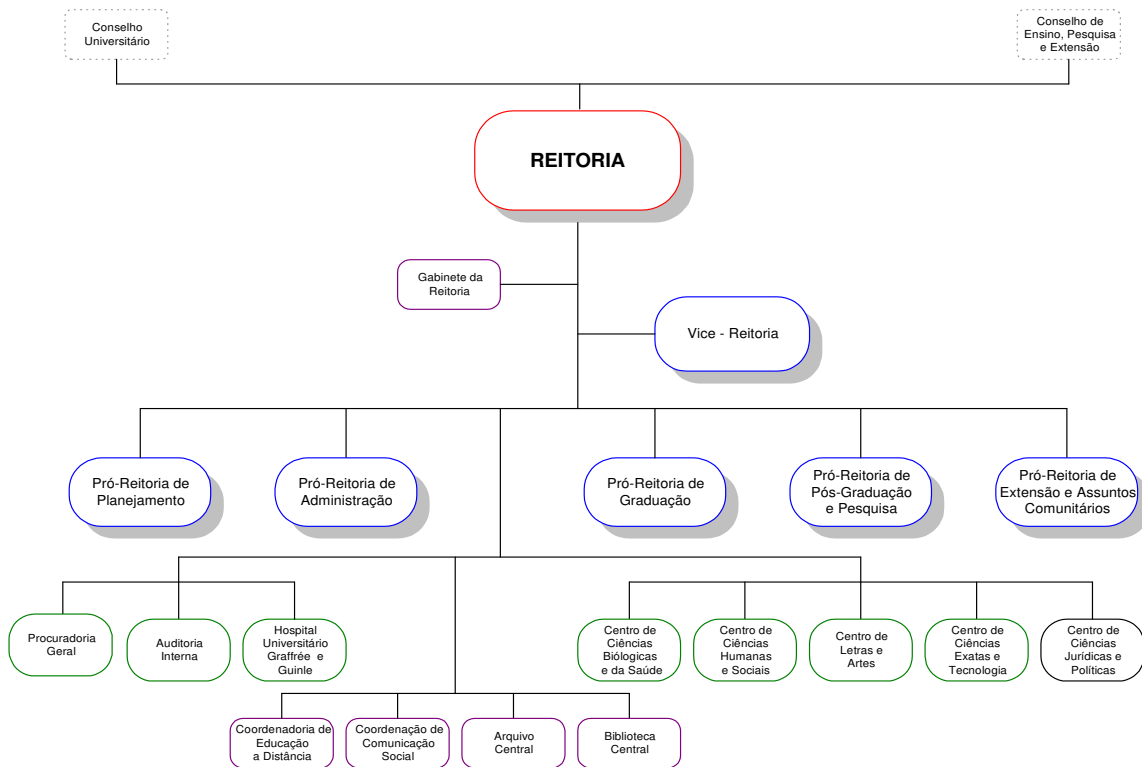 Conselho
Universitário
Conselho de
Ensino, Pesquisa
e Extensão
REITORIA
Gabinete da
Reitoria
Vice - Reitoria
Pró-Reitoria de
Planejamento
Pró-Reitoria de
Administração
Pró-Reitoria de
Graduação
Pró-Reitoria de
Pós-Graduação
e Pesquisa
Pró-Reitoria de
Extensão e Assuntos
Comunitários
Procuradoria
Geral
Auditoria
Interna
Hospital
Universitário
Graffrée e
Guinle
Centro de
Ciências
Biólogicas
e da Saúde
Centro de
Ciências
Humanas
e Sociais
Centro de
Letras e
Artes
Centro de
Ciências
Exatas e
Tecnologia
Centro de
Ciências
Jurídicas e
Políticas
Coordenadoria de
Educação
a Distância
Coordenação de
Comunicação
Social
Arquivo
Central
Biblioteca
Central